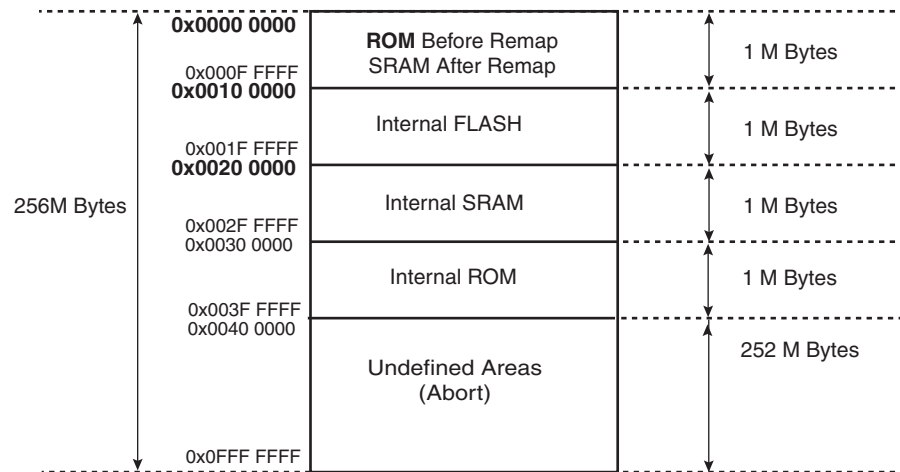 0x0000 0000
ROM Before Remap
SRAM After Remap
1 M Bytes
0x000F FFFF
0x0010 0000
Internal FLASH
1 M Bytes
0x001F FFFF
0x0020 0000
256M Bytes
Internal SRAM
1 M Bytes
0x002F FFFF
0x0030 0000
Internal ROM
1 M Bytes
0x003F FFFF
0x0040 0000
252 M Bytes
Undefined Areas
(Abort)
0x0FFF FFFF